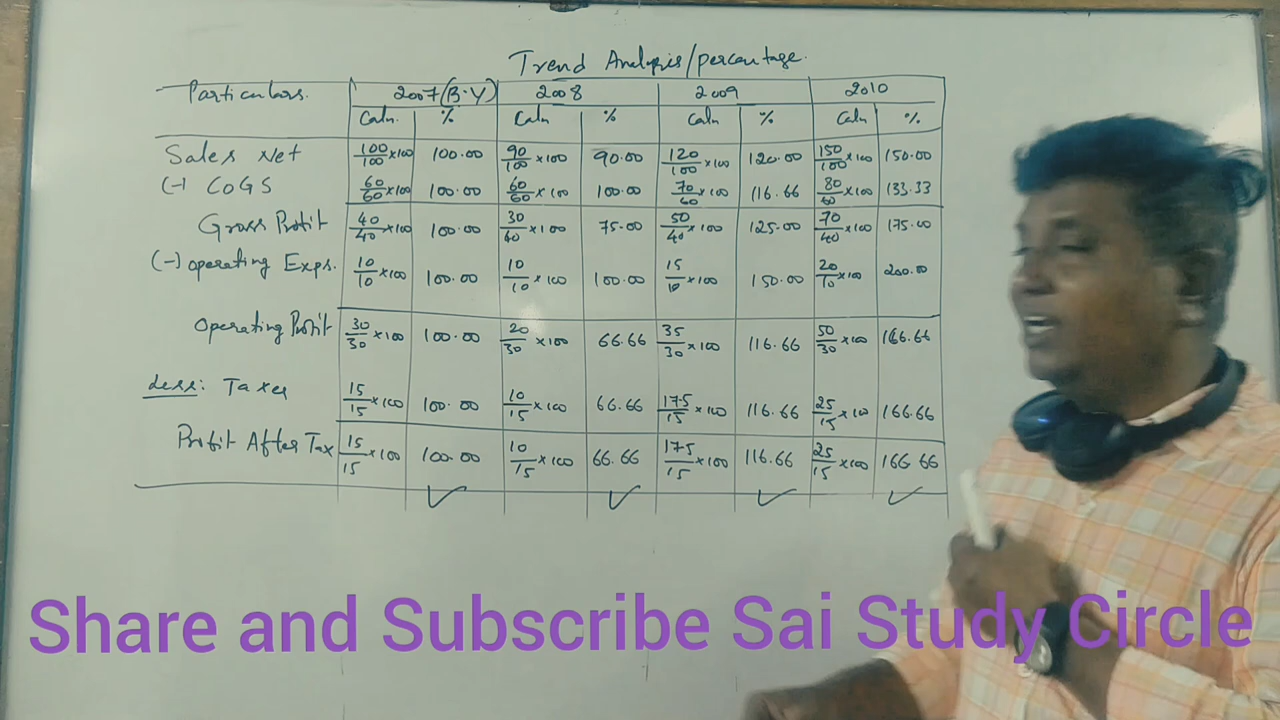 Trend Analysis/percentage.
Particulars. 2007(B.Y) 2008 2009 2010
Caln. % Caln % Caln % Caln %
Sales Net 100/100 x100 100.00 90/100 x100 90.00 120/100 x100 120.00 150/100 x100 150.00
(-) CoGS 60/60 x100 100.00 60/60 x100 100.00 70/60 x100 116.66 80/60 x100 133.33
Gross Profit 40/40 x100 100.00 30/40 x100 75.00 50/40 x100 125.00 70/40 x100 175.00
(-) operating Exps. 10/10 x100 100.00 10/10 x100 100.00 15/10 x100 150.00 20/10 x100 200.00
Operating Profit 30/30 x100 100.00 20/30 x100 66.66 35/30 x100 116.66 50/30 x100 166.66
Less: Taxes 15/15 x100 100.00 10/15 x100 66.66 17.5/15 x100 116.66 25/15 x100 166.66
Profit After Tax 15/15 x100 100.00 10/15 x100 66.66 17.5/15 x100 116.66 25/15 x100 166.66
Share and Subscribe Sai Study Circle